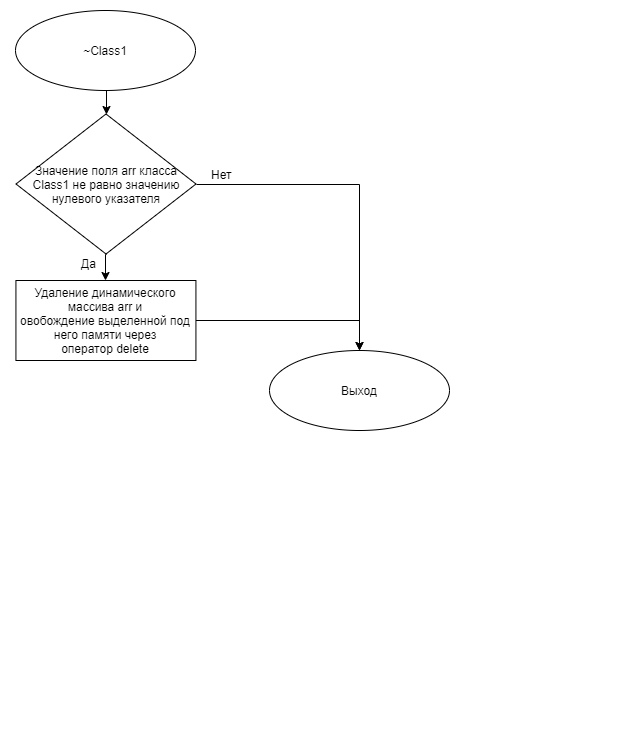 ~Class1
Значение поля arr класса
Class1 не равно значению
нулевого указателя
Нет
Да
Удаление динамического
массива arr и
овобождение выделенной под
него памяти через
оператор delete
Выход